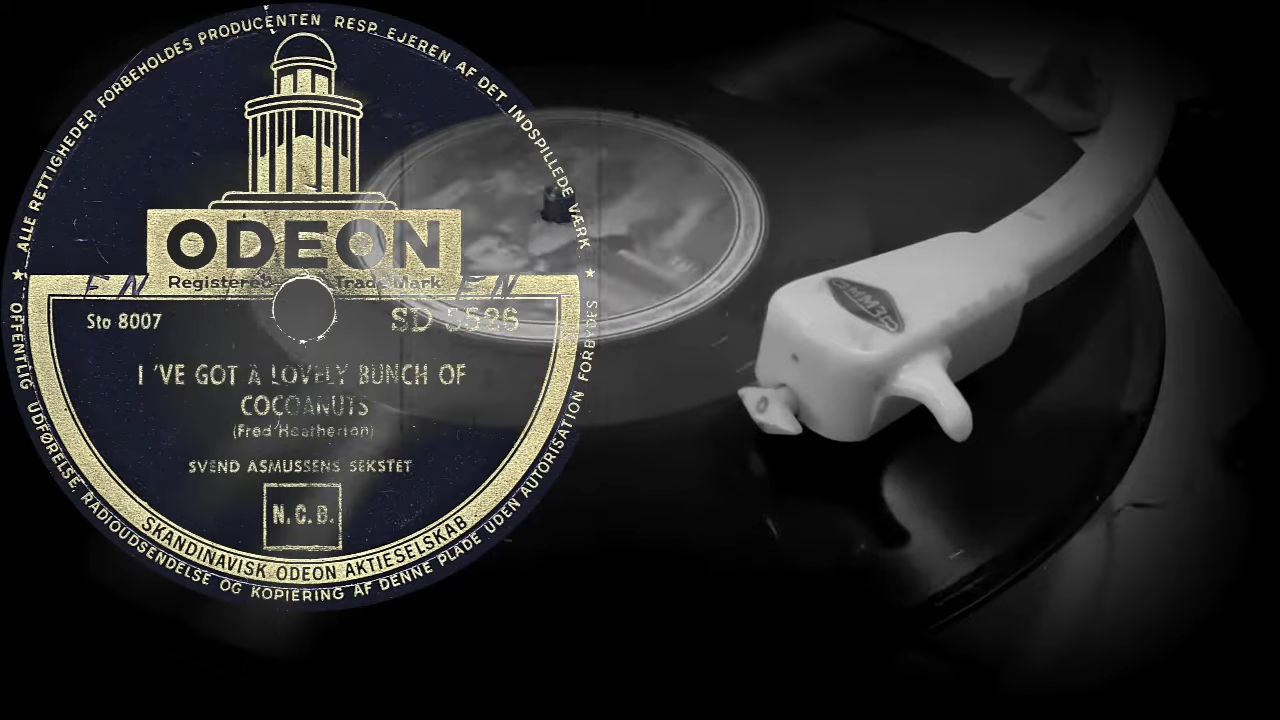 ★ ALLE RETTIGHEDER FORBEHOLDES PRODUCENTEN RESP. EJEREN AF DET INDSPILLEDE VÆRK ★
ODEON
Registered Trade Mark
Sto 8007
SD 5526
I 'VE GOT A LOVELY BUNCH OF
COCOANUTS
(Fred Heatherton)
SVEND ASMUSSENS SEKSTET
N.C.B.
SKANDINAVISK ODEON AKTIESELSKAB
OFFENTLIG UDFØRELSE, RADIOUDSENDELSE OG KOPIERING AF DENNE PLADE UDEN AUTORISATION FORBYDES